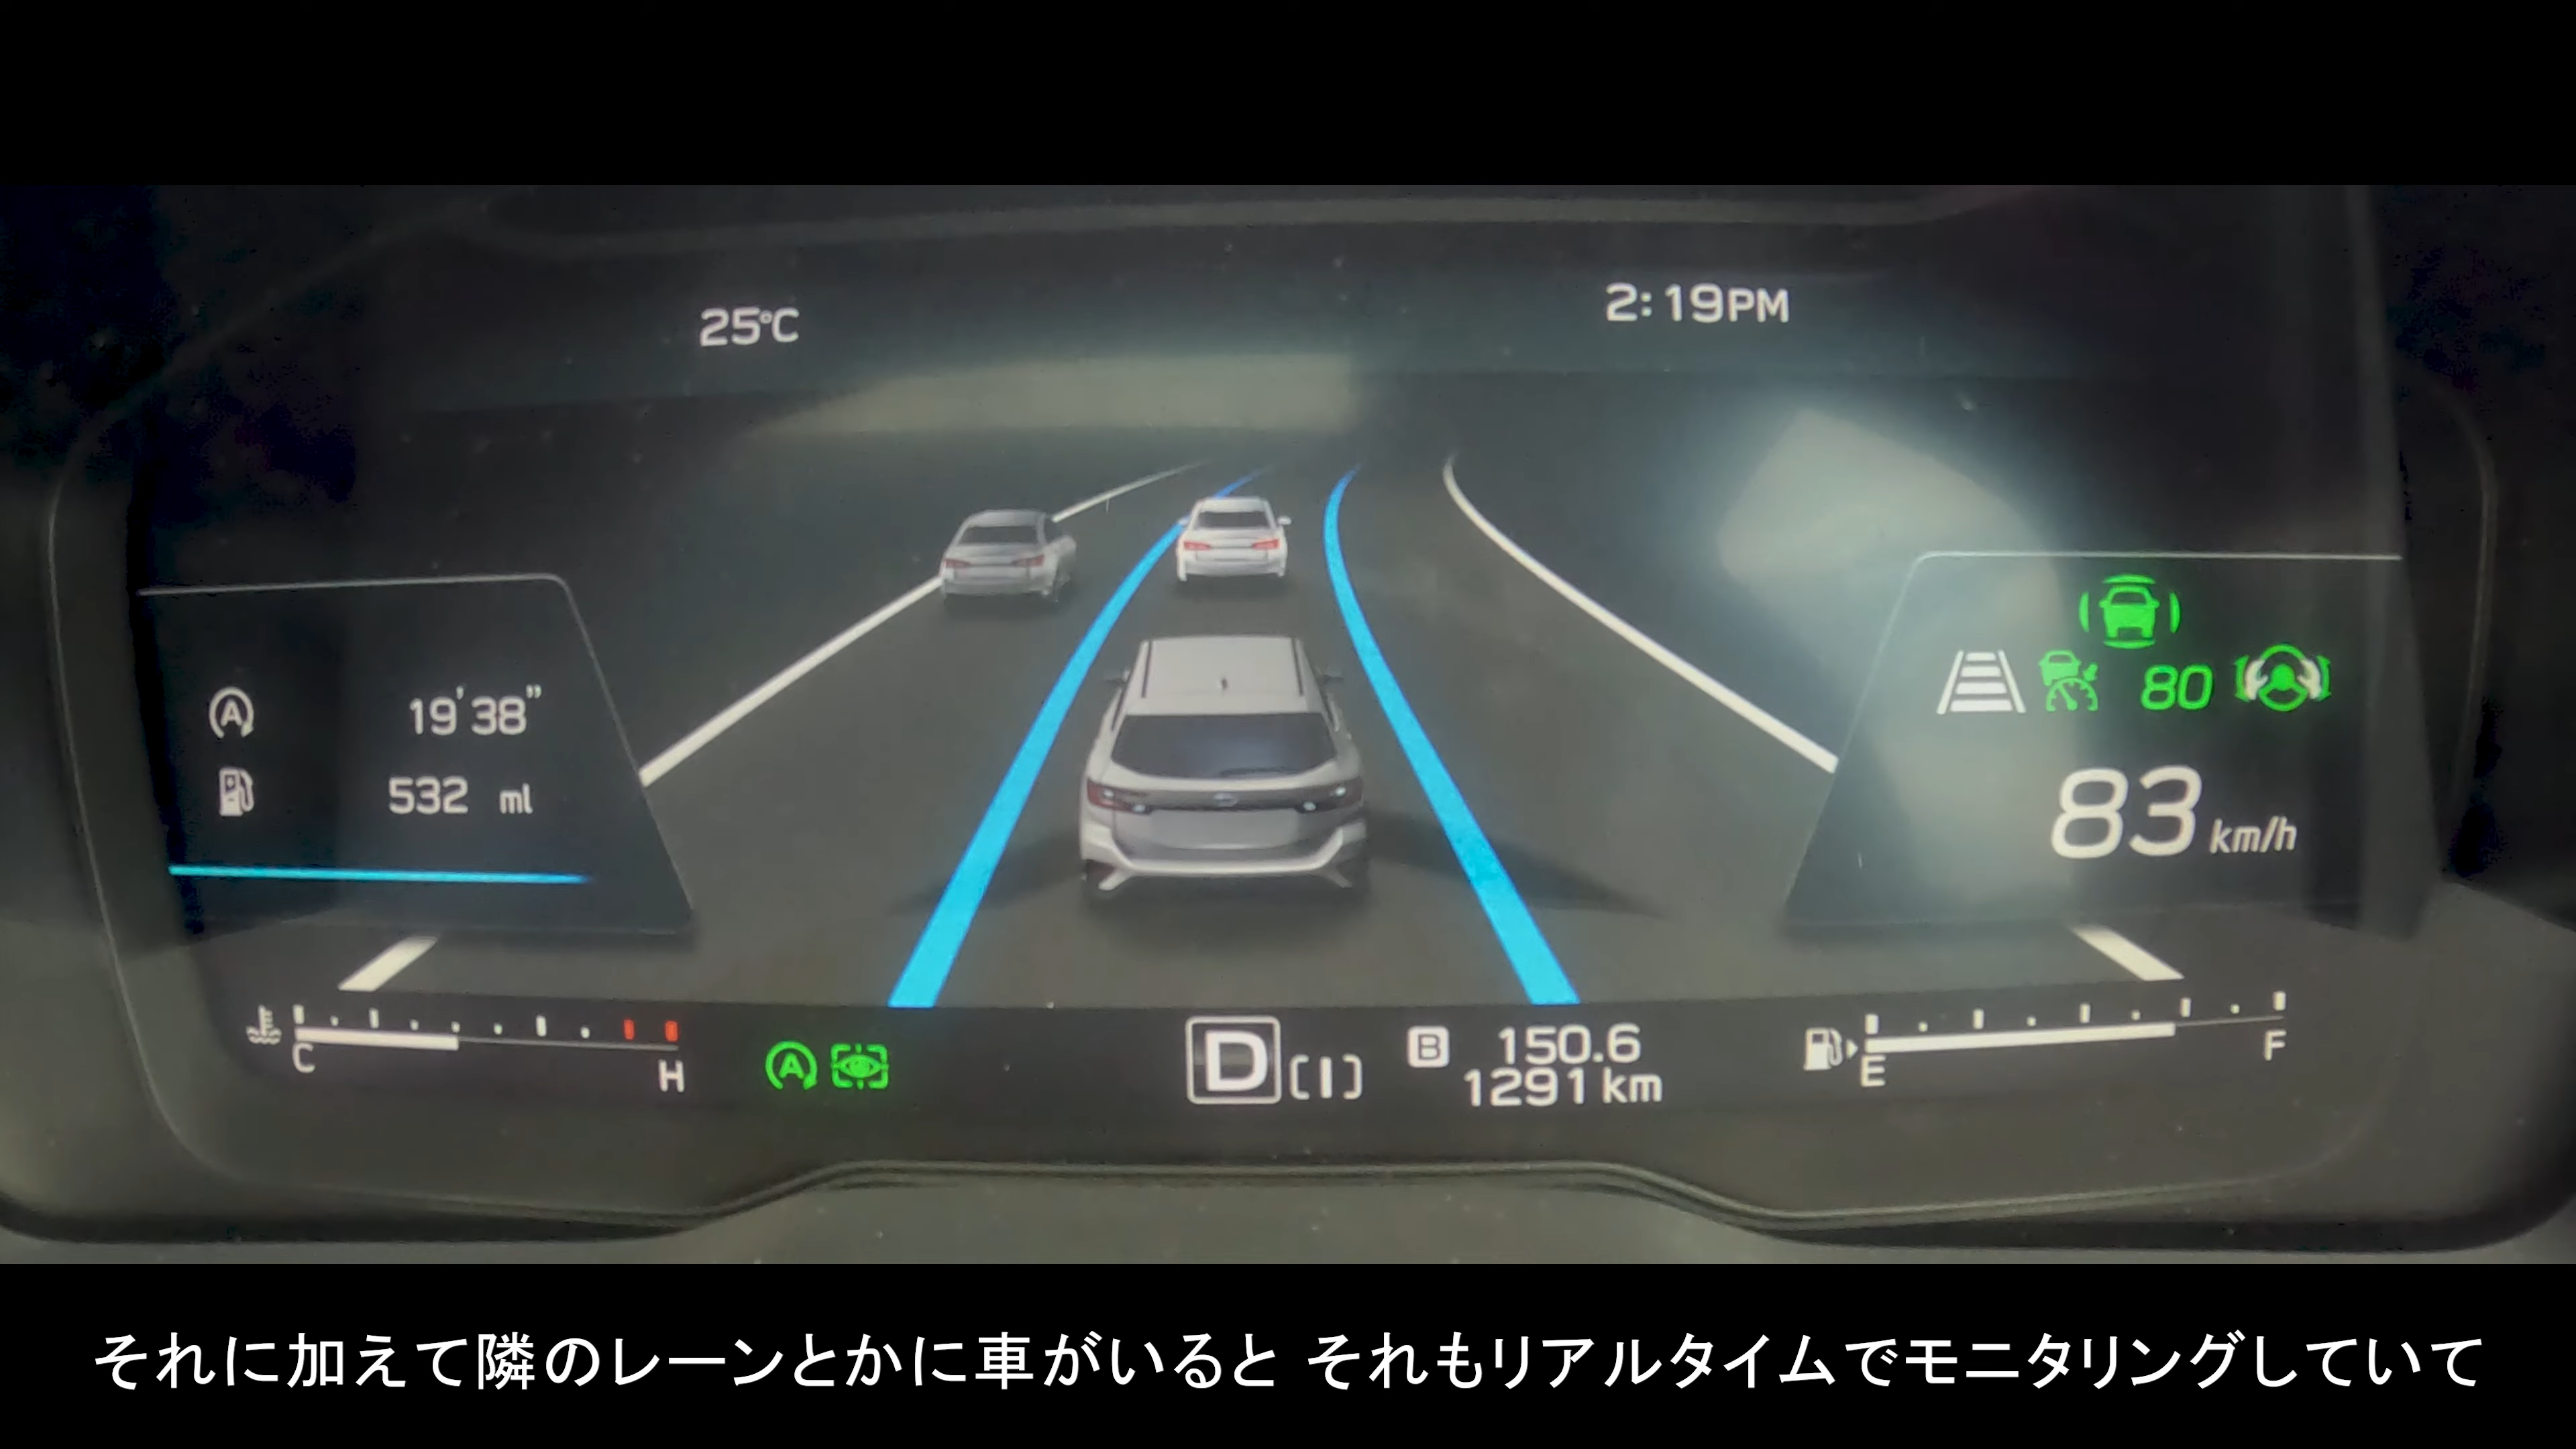 25℃
2:19PM
A
19'38"
532 ml
80
83 km/h
C
H
A
D
[I]
B
150.6
1291 km
E
F
それに加えて隣のレーンとかに車がいると それもリアルタイムでモニタリングしていて